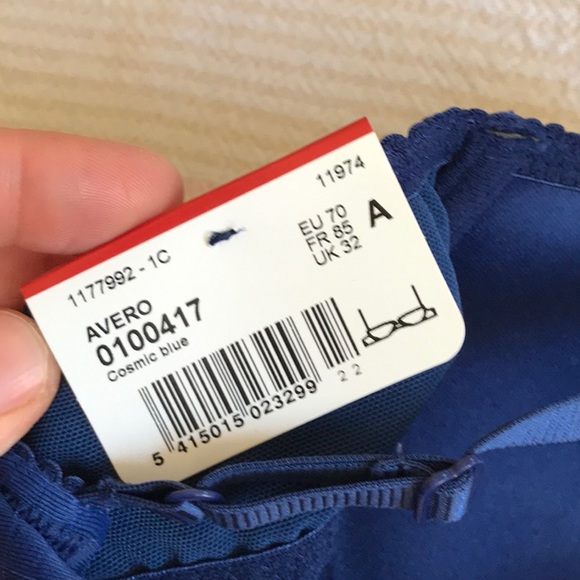 11974
1177992 - 1C
EU 70
FR 85
UK 32
A
AVERO
0100417
Cosmic blue
5 415015 023299
2 2